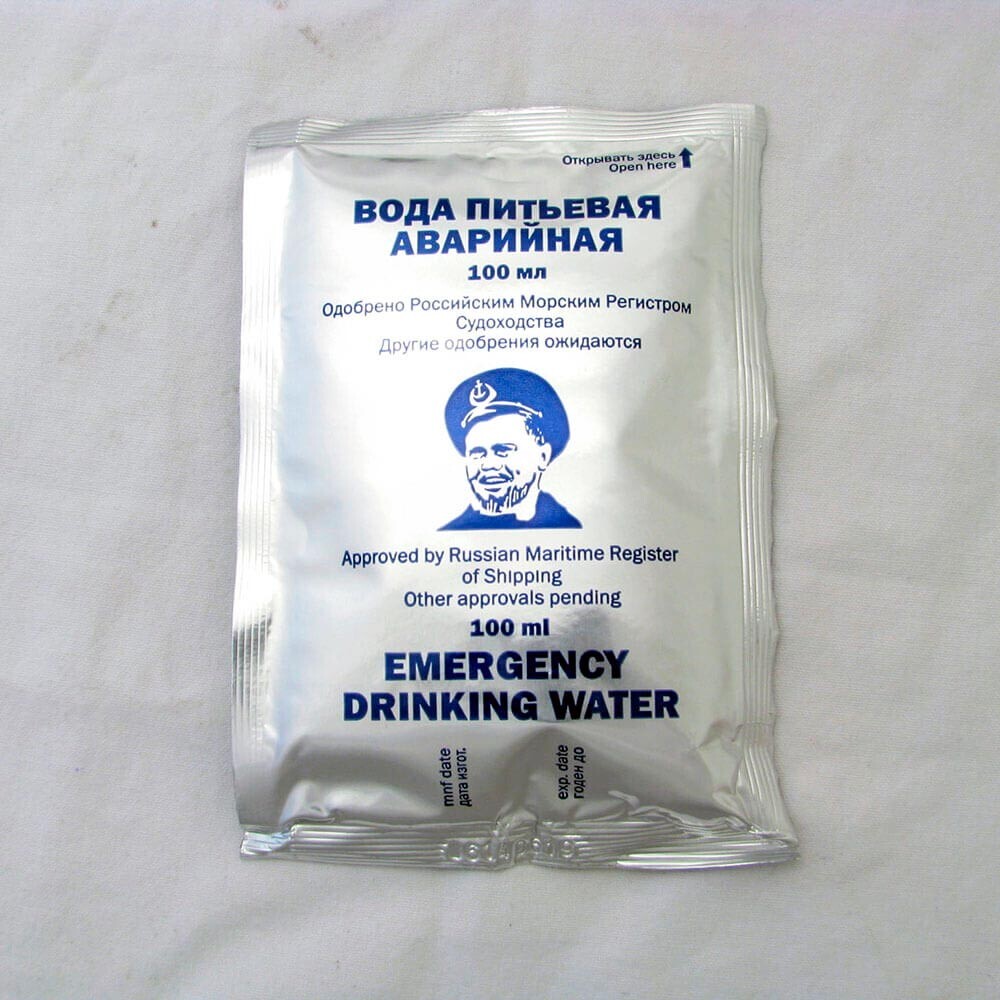 Открывать здесь
Open here
ВОДА ПИТЬЕВАЯ
АВАРИЙНАЯ
100 мл
Одобрено Российским Морским Регистром
Судоходства
Другие одобрения ожидаются
Approved by Russian Maritime Register
of Shipping
Other approvals pending
100 ml
EMERGENCY
DRINKING WATER
mnf date
дата изгот.
exp. date
годен до